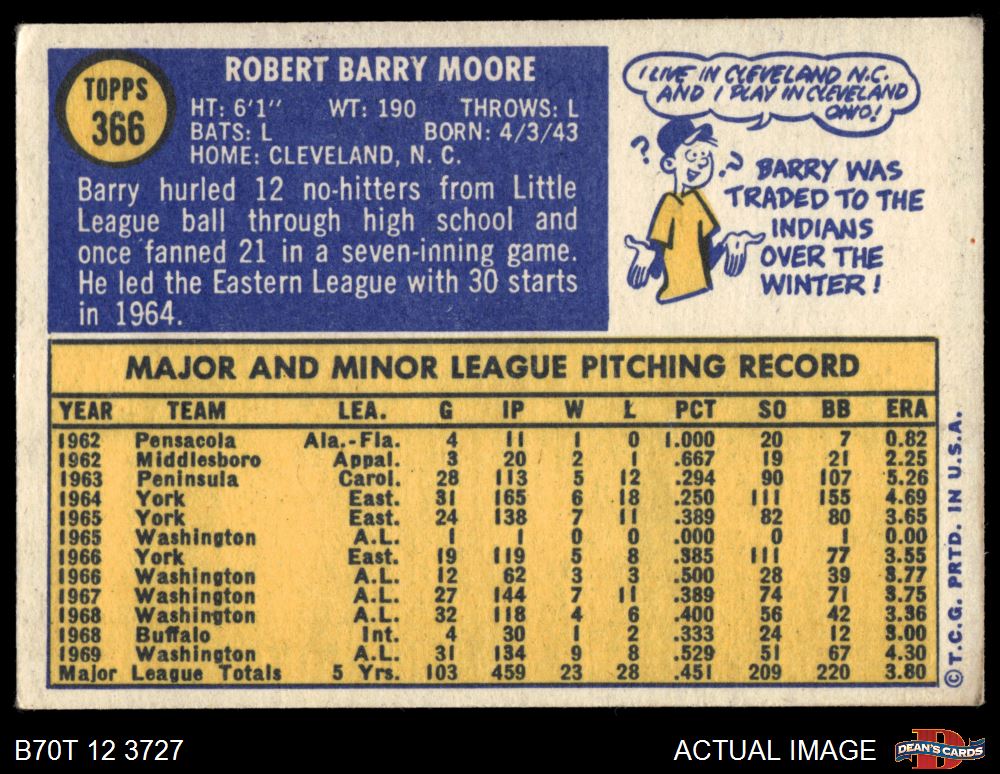 TOPPS
366
ROBERT BARRY MOORE
HT: 6'1" WT: 190 THROWS: L
BATS: L BORN: 4/3/43
HOME: CLEVELAND, N. C.
Barry hurled 12 no-hitters from Little
League ball through high school and
once fanned 21 in a seven-inning game.
He led the Eastern League with 30 starts
in 1964.
I LIVE IN CLEVELAND N.C.
AND I PLAY IN CLEVELAND
OHIO!
? ?
BARRY WAS
TRADED TO THE
INDIANS
OVER THE
WINTER!
MAJOR AND MINOR LEAGUE PITCHING RECORD
YEAR TEAM LEA. G IP W L PCT SO BB ERA
1962 Pensacola Ala.-Fla. 4 11 1 0 1.000 20 7 0.82
1962 Middlesboro Appal. 3 20 2 1 .667 19 21 2.25
1963 Peninsula Carol. 28 113 5 12 .294 90 107 5.26
1964 York East. 31 165 6 18 .250 111 155 4.69
1965 York East. 24 138 7 11 .389 82 80 3.65
1965 Washington A.L. 1 1 0 0 .000 0 1 0.00
1966 York East. 19 119 5 8 .385 111 77 3.55
1966 Washington A.L. 12 62 3 3 .500 28 39 3.77
1967 Washington A.L. 27 144 7 11 .389 74 71 3.75
1968 Washington A.L. 32 118 4 6 .400 56 42 3.36
1968 Buffalo Int. 4 30 1 2 .333 24 12 3.00
1969 Washington A.L. 31 134 9 8 .529 51 67 4.30
Major League Totals 5 Yrs. 103 459 23 28 .451 209 220 3.80
© T.C.G. PRTD. IN U.S.A.
B70T 12 3727
ACTUAL IMAGE
DEAN'S CARDS